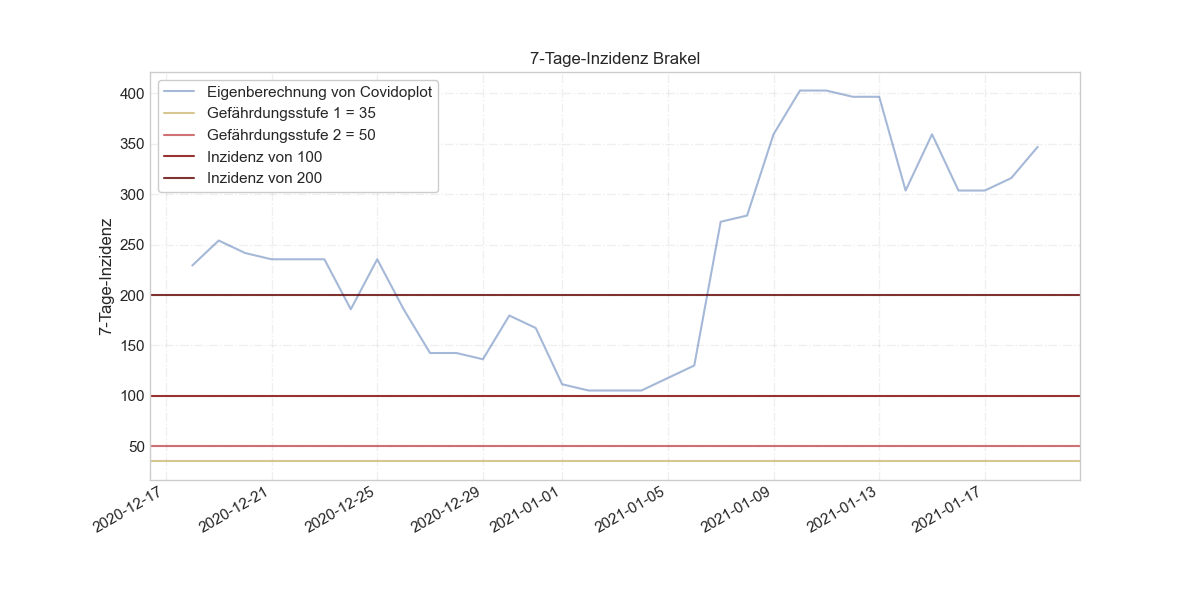 7-Tage-Inzidenz Brakel
Eigenberechnung von Covidoplot
Gefährdungsstufe 1 = 35
Gefährdungsstufe 2 = 50
Inzidenz von 100
Inzidenz von 200
7-Tage-Inzidenz
400
350
300
250
200
150
100
50
2020-12-17
2020-12-21
2020-12-25
2020-12-29
2021-01-01
2021-01-05
2021-01-09
2021-01-13
2021-01-17